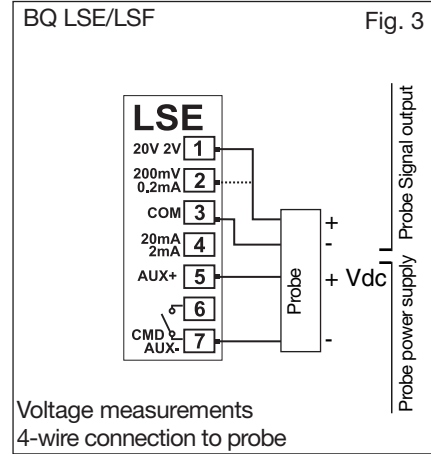 BQ LSE/LSF
Fig. 3
LSE
20V 2V 1
200mV
0.2mA 2
COM 3
20mA
2mA 4
AUX+ 5
6
CMD
AUX- 7
Probe
+
-
+ Vdc
-
Probe Signal output
Probe power supply
Voltage measurements
4-wire connection to probe